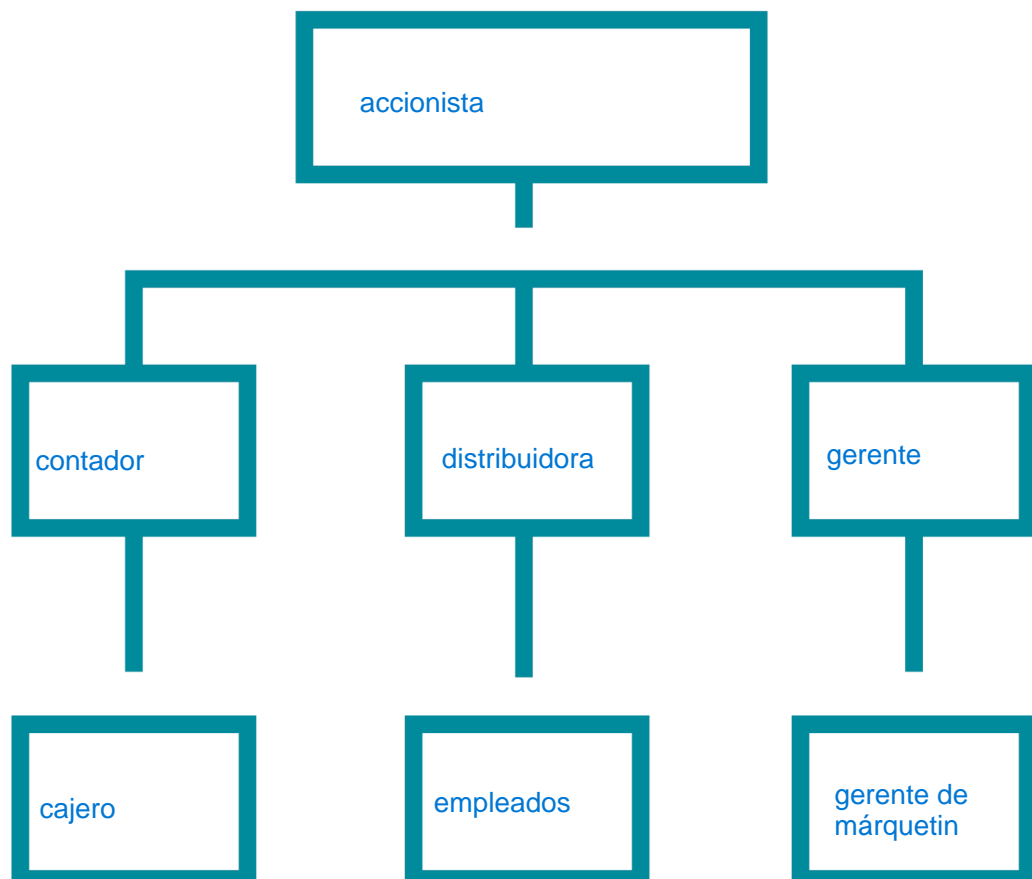 accionista
contador
distribuidora
gerente
cajero
empleados
gerente de
márquetin